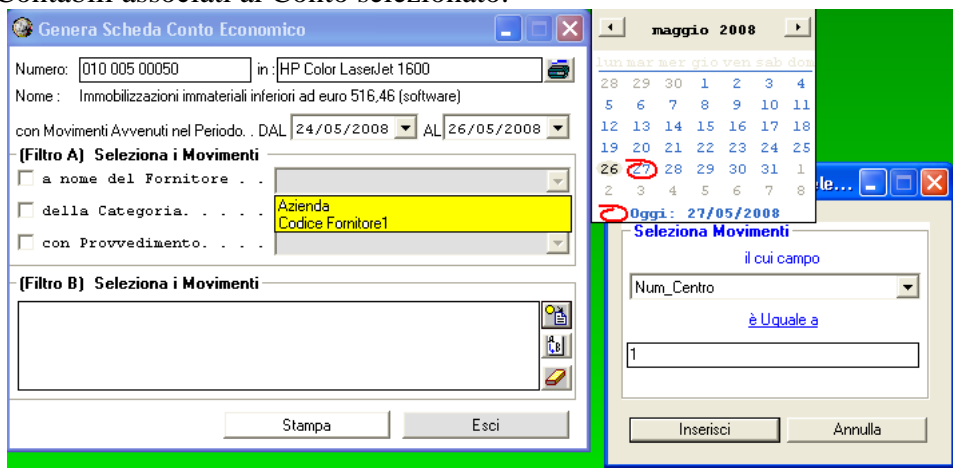 Contabili associati al Conto selezionato.
Genera Scheda Conto Economico
Numero: 010 005 00050 in : HP Color LaserJet 1600
Nome : Immobilizzazioni immateriali inferiori ad euro 516,46 (software)
con Movimenti Avvenuti nel Periodo. . DAL 24/05/2008 AL 26/05/2008
(Filtro A) Seleziona i Movimenti
a nome del Fornitore . .
della Categoria. . . . .
Azienda
Codice Fornitore1
con Provvedimento. . . .
(Filtro B) Seleziona i Movimenti
Stampa Esci
maggio 2008
lun mar mer gio ven sab dom
28 29 30 1 2 3 4
5 6 7 8 9 10 11
12 13 14 15 16 17 18
19 20 21 22 23 24 25
26 27 28 29 30 31 1
2 3 4 5 6 7 8
Oggi: 27/05/2008
Seleziona Movimenti
il cui campo
Num_Centro
è Uguale a
1
Inserisci Annulla